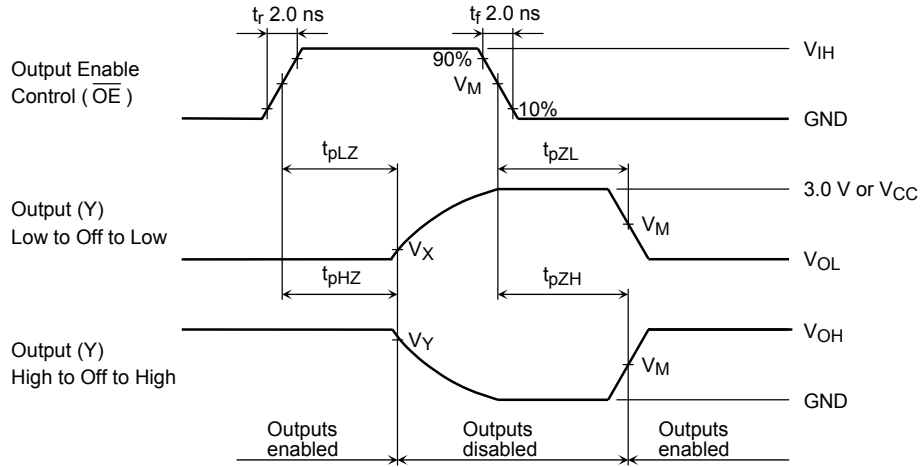 tr 2.0 ns
tf 2.0 ns
Output Enable
Control ( OE )
90%
VM
10%
VIH
GND
tpLZ
tpZL
Output (Y)
Low to Off to Low
VX
VM
3.0 V or VCC
VOL
tpHZ
tpZH
Output (Y)
High to Off to High
VY
VM
VOH
GND
Outputs
enabled
Outputs
disabled
Outputs
enabled